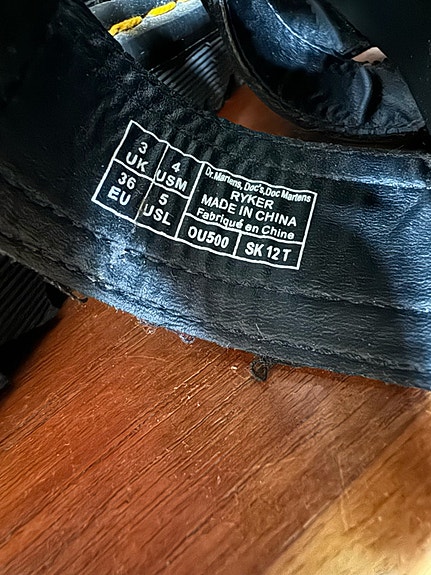 3 UK
4 USM
36 EU
5 USL
Dr. Martens, Doc's, Doc Martens
RYKER
MADE IN CHINA
Fabriqué en Chine
OU500
SK 12 T